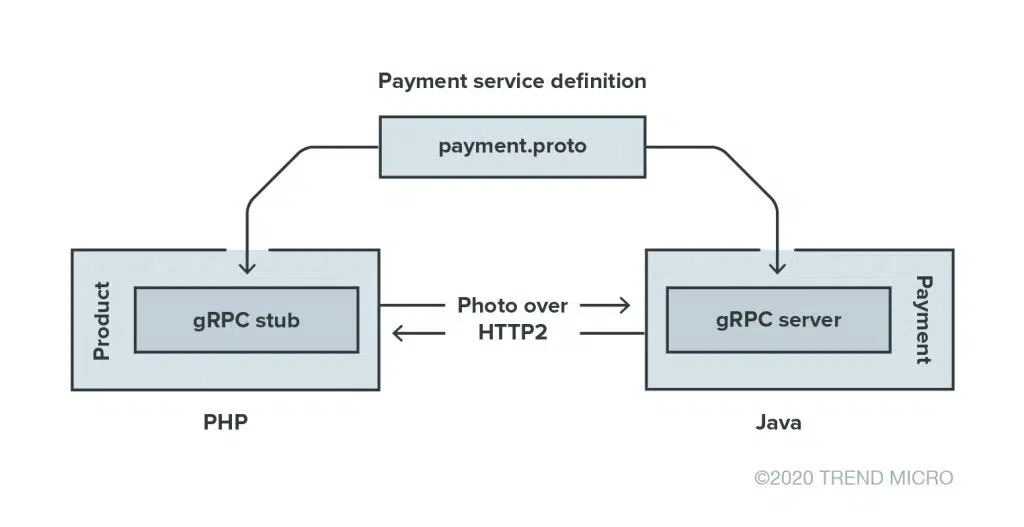 Payment service definition
payment.proto
Product
gRPC stub
Photo over
HTTP2
gRPC server
Payment
PHP
Java
©2020 TREND MICRO